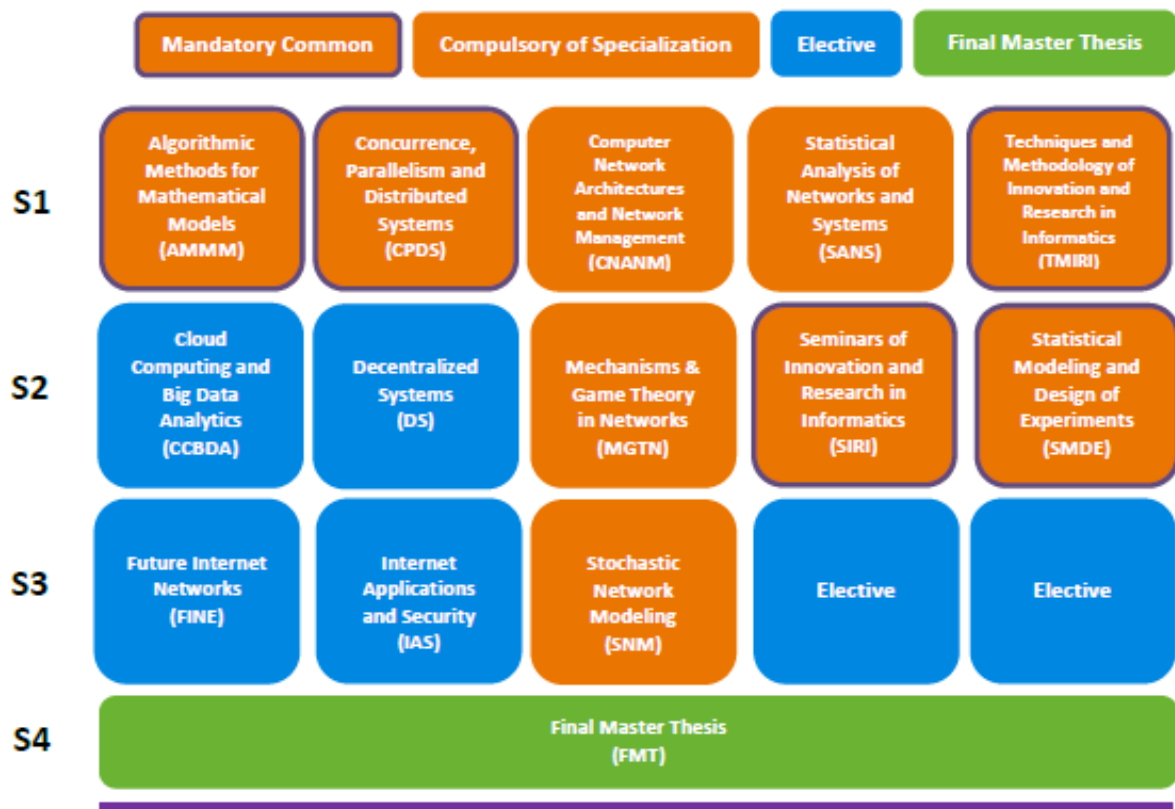 Mandatory Common
Compulsory of Specialization
Elective
Final Master Thesis
S1
Algorithmic
Methods for
Mathematical
Models
(AMMM)
Concurrence,
Parallelism and
Distributed
Systems
(CPDS)
Computer
Network
Architectures
and Network
Management
(CNANM)
Statistical
Analysis of
Networks and
Systems
(SANS)
Techniques and
Methodology of
Innovation and
Research in
Informatics
(TMIRI)
S2
Cloud
Computing and
Big Data
Analytics
(CCBDA)
Decentralized
Systems
(DS)
Mechanisms &
Game Theory
in Networks
(MGTN)
Seminars of
Innovation and
Research in
Informatics
(SIRI)
Statistical
Modeling and
Design of
Experiments
(SMDE)
S3
Future Internet
Networks
(FINE)
Internet
Applications
and Security
(IAS)
Stochastic
Network
Modeling
(SNM)
Elective
Elective
S4
Final Master Thesis
(FMT)